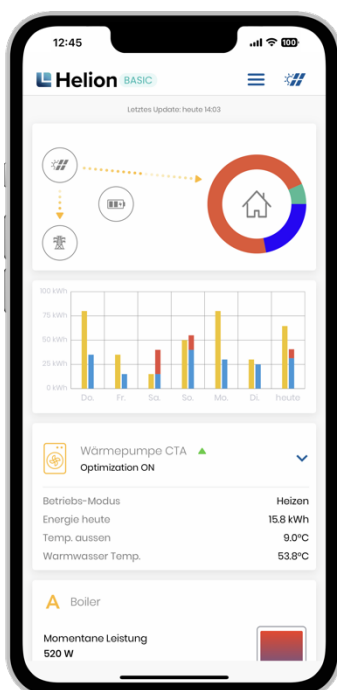 12:45
100
Helion BASIC
Letztes Update: heute 14:03
100 kWh
75 kWh
50 kWh
25 kWh
0 kWh
Do. Fr. Sa. So. Mo. Di. heute
Wärmepumpe CTA
Optimization ON
Betriebs-Modus Heizen
Energie heute 15.8 kWh
Temp. aussen 9.0°C
Warmwasser Temp. 53.8°C
A Boiler
Momentane Leistung
520 W